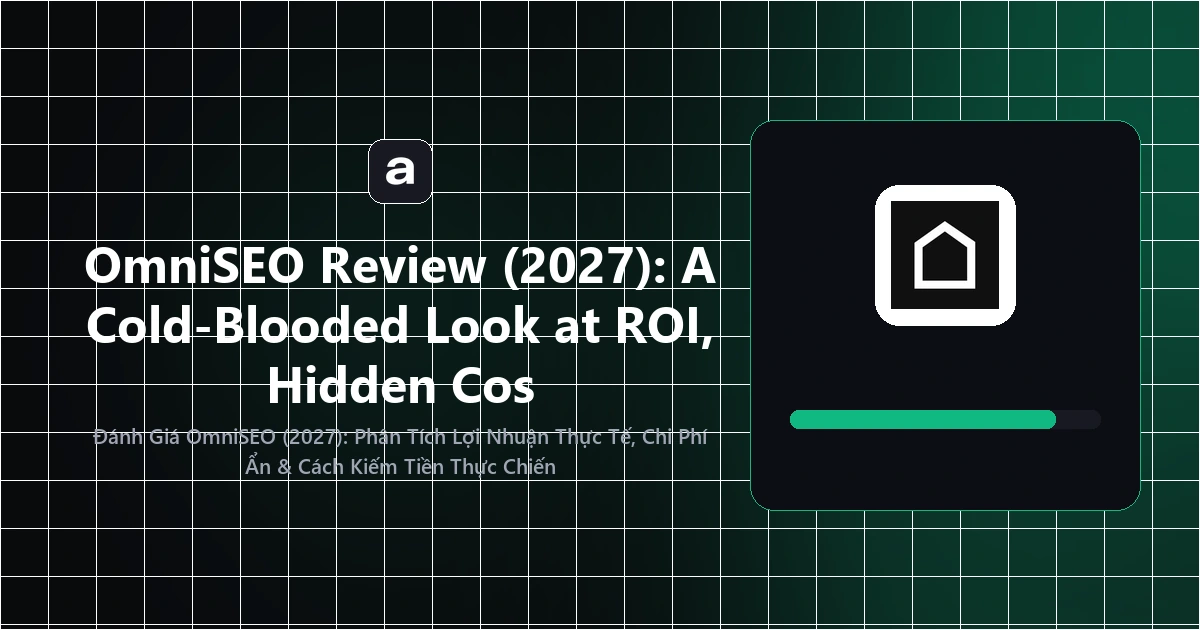 a
OmniSEO Review (2027): A
Cold-Blooded Look at ROI,
Hidden Cos
Đánh Giá OmniSEO (2027): Phân Tích Lợi Nhuận Thực Tế, Chi Phí
Ẩn & Cách Kiếm Tiền Thực Chiến